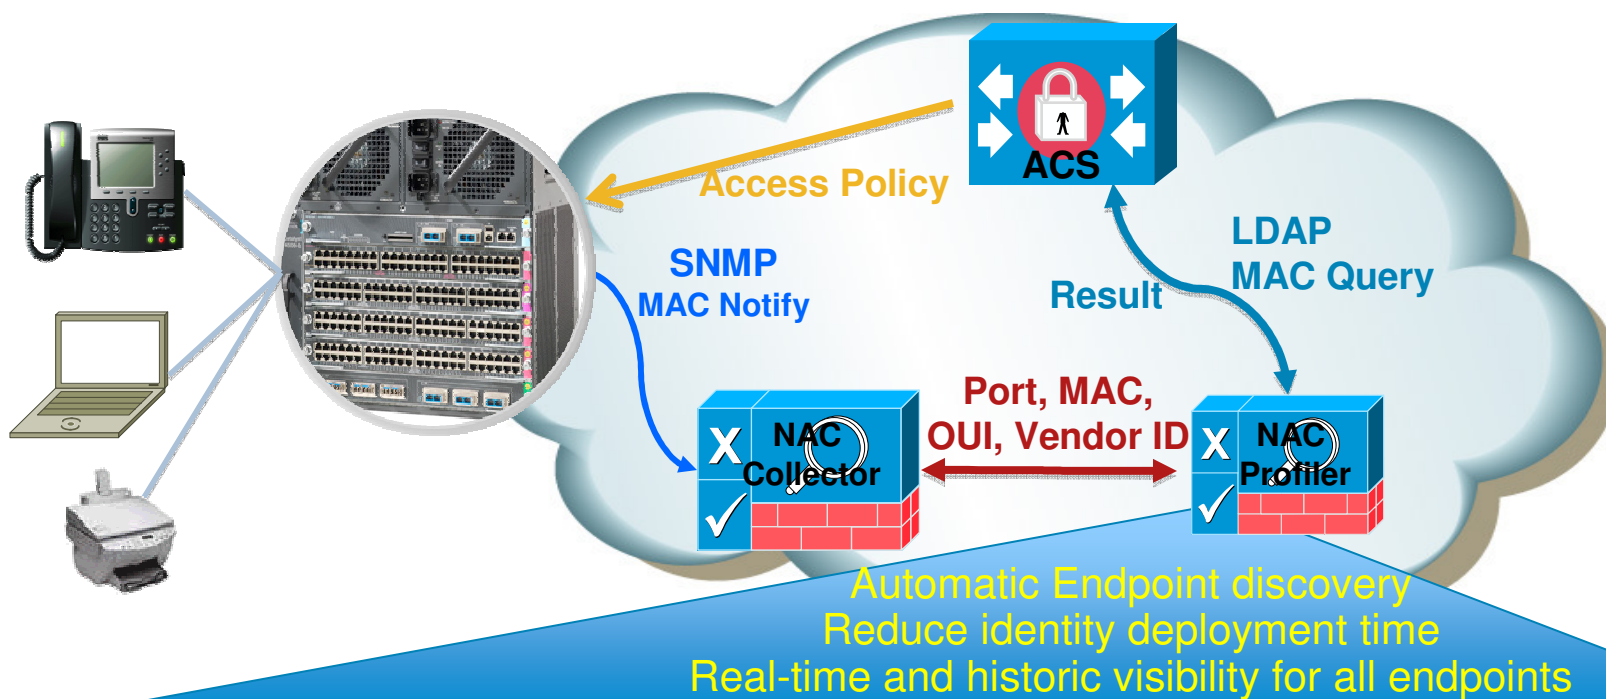 ACS
Access Policy
LDAP
MAC Query
Result
SNMP
MAC Notify
Port, MAC,
OUI, Vendor ID
NAC
Collector
NAC
Profiler
Automatic Endpoint discovery
Reduce identity deployment time
Real-time and historic visibility for all endpoints